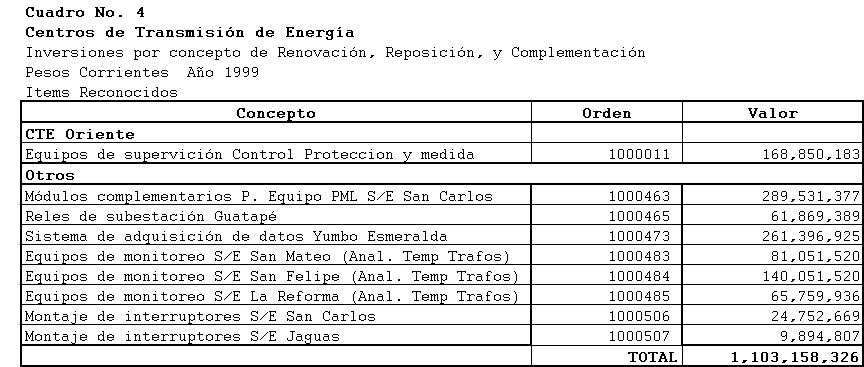 Cuadro No. 4
Centros de Transmisión de Energía
Inversiones por concepto de Renovación, Reposición, y Complementación
Pesos Corrientes Año 1999
Items Reconocidos
Concepto Orden Valor
CTE Oriente
Equipos de supervición Control Proteccion y medida 1000011 168,850,183
Otros
Módulos complementarios P. Equipo PML S/E San Carlos 1000463 289,531,377
Reles de subestación Guatapé 1000465 61,869,389
Sistema de adquisición de datos Yumbo Esmeralda 1000473 261,396,925
Equipos de monitoreo S/E San Mateo (Anal. Temp Trafos) 1000483 81,051,520
Equipos de monitoreo S/E San Felipe (Anal. Temp Trafos) 1000484 140,051,520
Equipos de monitoreo S/E La Reforma (Anal. Temp Trafos) 1000485 65,759,936
Montaje de interruptores S/E San Carlos 1000506 24,752,669
Montaje de interruptores S/E Jaguas 1000507 9,894,807
TOTAL 1,103,158,326